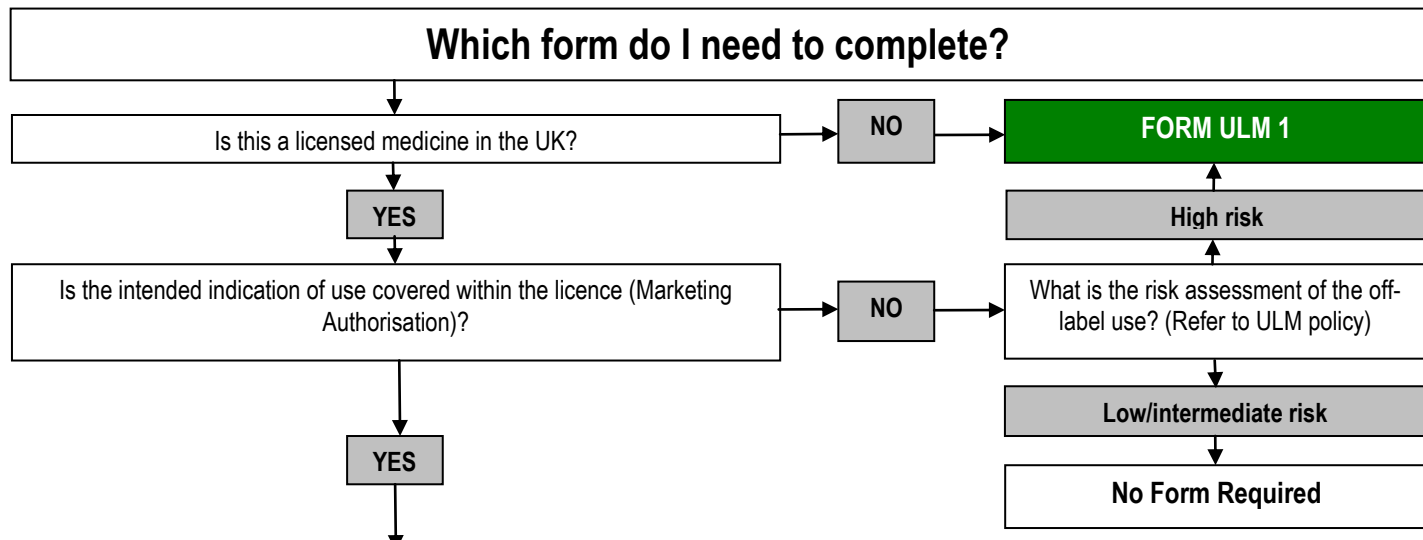 Which form do I need to complete?
Is this a licensed medicine in the UK?
NO
FORM ULM 1
YES
High risk
Is the intended indication of use covered within the licence (Marketing
Authorisation)?
NO
What is the risk assessment of the off-
label use? (Refer to ULM policy)
Low/intermediate risk
YES
No Form Required